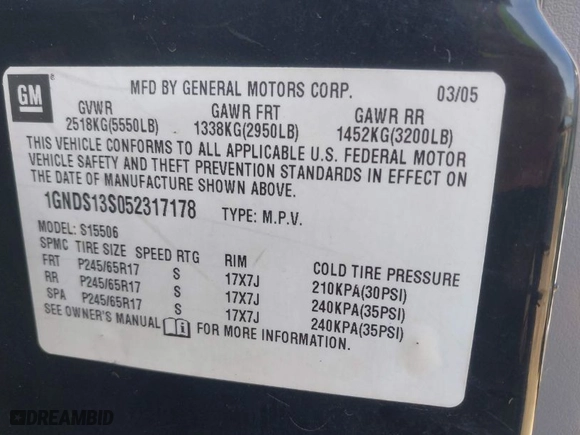 GM
MFD BY GENERAL MOTORS CORP. 03/05
GVWR GAWR FRT GAWR RR
2518KG(5550LB) 1338KG(2950LB) 1452KG(3200LB)
THIS VEHICLE CONFORMS TO ALL APPLICABLE U.S. FEDERAL MOTOR
VEHICLE SAFETY AND THEFT PREVENTION STANDARDS IN EFFECT ON
THE DATE OF MANUFACTURE SHOWN ABOVE.
1GNDS13S052317178 TYPE: M.P.V.
MODEL: S15506
SPMC TIRE SIZE SPEED RTG RIM COLD TIRE PRESSURE
FRT P245/65R17 S 17X7J 210KPA(30PSI)
RR P245/65R17 S 17X7J 240KPA(35PSI)
SPA P245/65R17 S 17X7J 240KPA(35PSI)
SEE OWNER'S MANUAL FOR MORE INFORMATION.
DREAMBID